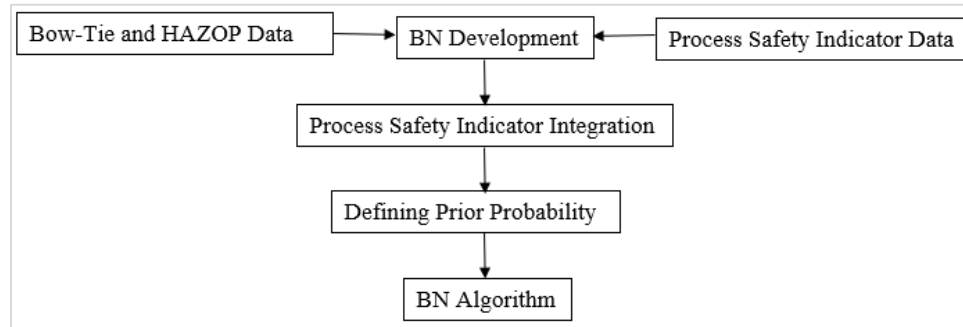 Bow-Tie and HAZOP Data
BN Development
Process Safety Indicator Data
Process Safety Indicator Integration
Defining Prior Probability
BN Algorithm